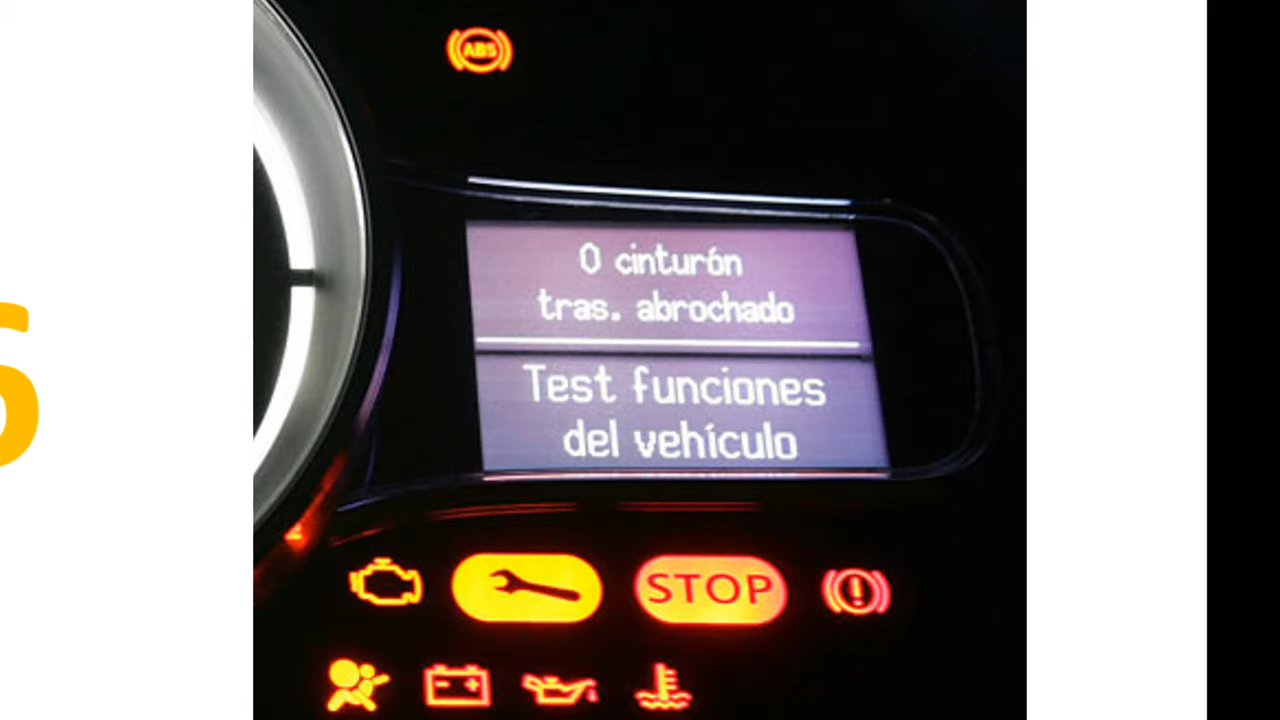 ABS
0 cinturón
tras. abrochado
Test funciones
del vehículo
STOP